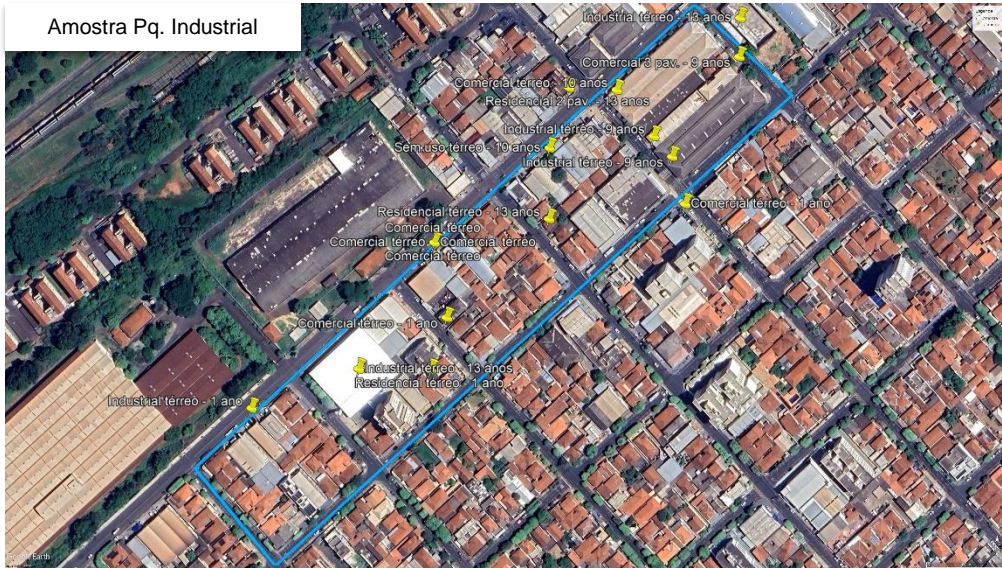 Amostra Pq. Industrial
Industrial térreo - 13 anos
Comercial 3 pav. - 9 anos
Comercial térreo - 10 anos
Residencial 2 pav. - 13 anos
Industrial térreo - 9 anos
Sem uso térreo - 10 anos
Industrial térreo - 9 anos
Comercial térreo - 1 ano
Residencial térreo - 13 anos
Comercial térreo
Comercial térreo
Comercial térreo
Comercial térreo
Comercial térreo - 1 ano
Industrial térreo - 13 anos
Residencial térreo - 1 ano
Industrial térreo - 1 ano
Google Earth